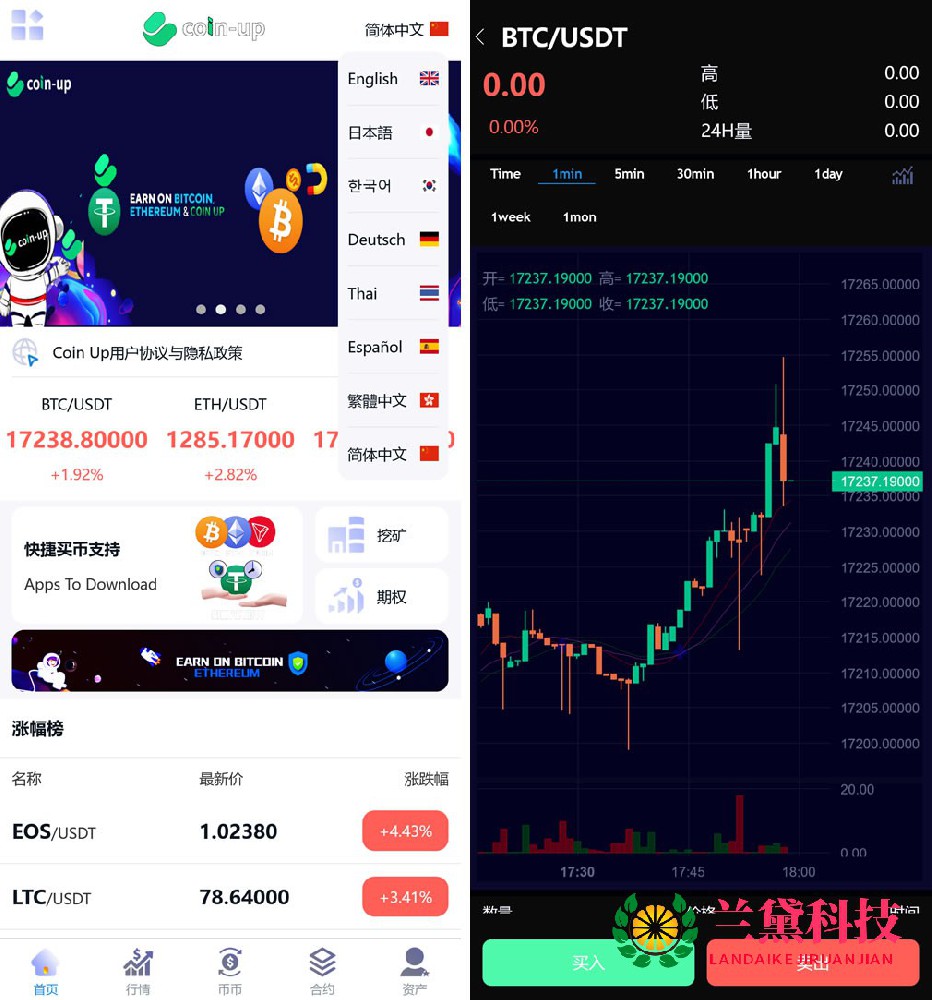 coin-up
简体中文
English
日本語
한국어
Deutsch
Thai
Español
繁體中文
简体中文
coin-up
EARN ON BITCOIN,
ETHEREUM & COIN UP
coin-up
Coin Up用户协议与隐私政策
BTC/USDT ETH/USDT
17238.80000 1285.17000 17
+1.92% +2.82%
快捷买币支持
Apps To Download
挖矿
期权
EARN ON BITCOIN
ETHEREUM
涨幅榜
名称 最新价 涨跌幅
EOS/USDT 1.02380 +4.43%
LTC/USDT 78.64000 +3.41%
首页 行情 币币 合约 资产
BTC/USDT
0.00
0.00%
高 0.00
低 0.00
24H量 0.00
Time 1min 5min 30min 1hour 1day
1week 1mon
开= 17237.19000 高= 17237.19000
低= 17237.19000 收= 17237.19000
17265.00000
17260.00000
17255.00000
17250.00000
17245.00000
17240.00000
17237.19000
17235.00000
17230.00000
17225.00000
17220.00000
17215.00000
17210.00000
17205.00000
17200.00000
20.00
0.00
17:30 17:45 18:00
数量 价格 时间
买入 卖出
兰黛科技
LANDAIKEJIRUANJIAN